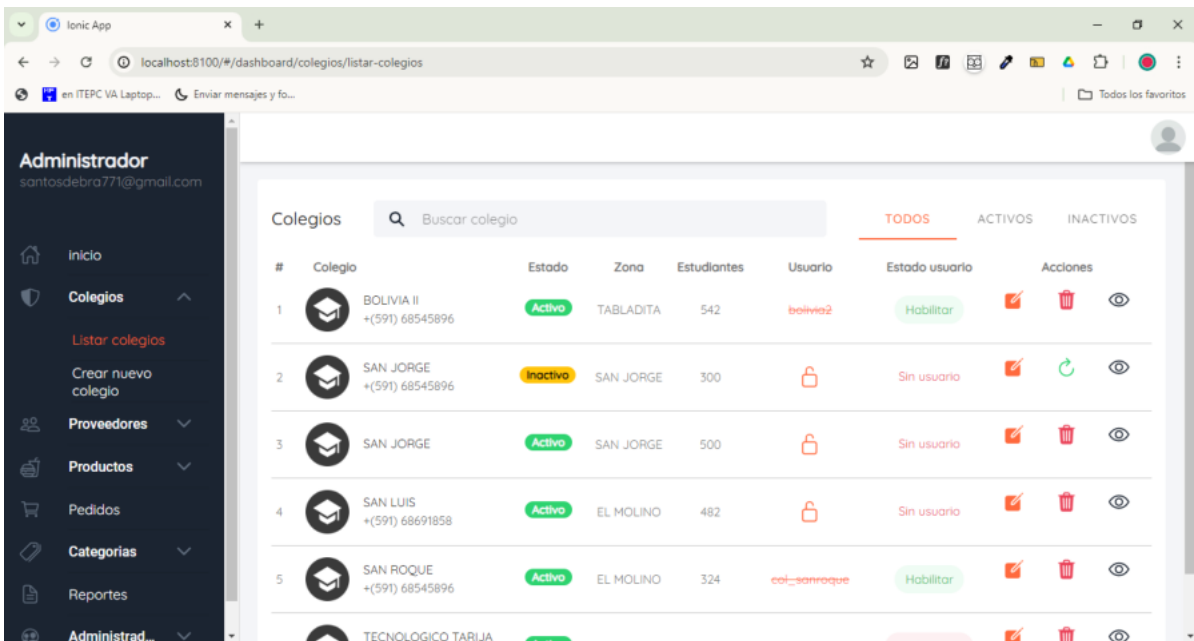 Ionic App
localhost:8100/#/dashboard/colegios/listar-colegios
en ITEPC VA Laptop... Enviar mensajes y fo... Todos los favoritos
Administrador
santosdebra771@gmail.com
Inicio
Colegios
Listar colegios
Crear nuevo
colegio
Proveedores
Productos
Pedidos
Categorias
Reportes
Administrad...
Colegios Buscar colegio TODOS ACTIVOS INACTIVOS
# Colegio Estado Zona Estudiantes Usuario Estado usuario Acciones
1 BOLIVIA II Activo TABLADITA 542 bolivia2 Habilitar
+(591) 68545896
2 SAN JORGE Inactivo SAN JORGE 300 Sin usuario
+(591) 68545896
3 SAN JORGE Activo SAN JORGE 500 Sin usuario
4 SAN LUIS Activo EL MOLINO 482 Sin usuario
+(591) 68691858
5 SAN ROQUE Activo EL MOLINO 324 col_sanroque Habilitar
+(591) 68545896
TECNOLOGICO TARIJA